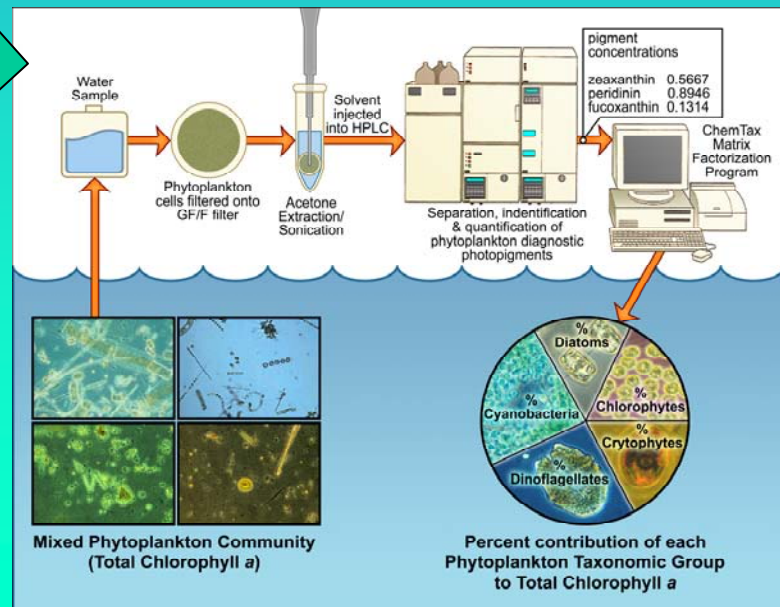 Water
Sample
Phytoplankton
cells filtered onto
GF/F filter
Acetone
Extraction/
Sonication
Solvent
injected
into HPLC
Separation, indentification
& quantification of
phytoplankton diagnostic
photopigments
pigment
concentrations
zeaxanthin 0.5667
peridinin 0.8946
fucoxanthin 0.1314
ChemTax
Matrix
Factorization
Program
Mixed Phytoplankton Community
(Total Chlorophyll a)
%
Diatoms
%
Chlorophytes
%
Crytophytes
%
Dinoflagellates
%
Cyanobacteria
Percent contribution of each
Phytoplankton Taxonomic Group
to Total Chlorophyll a